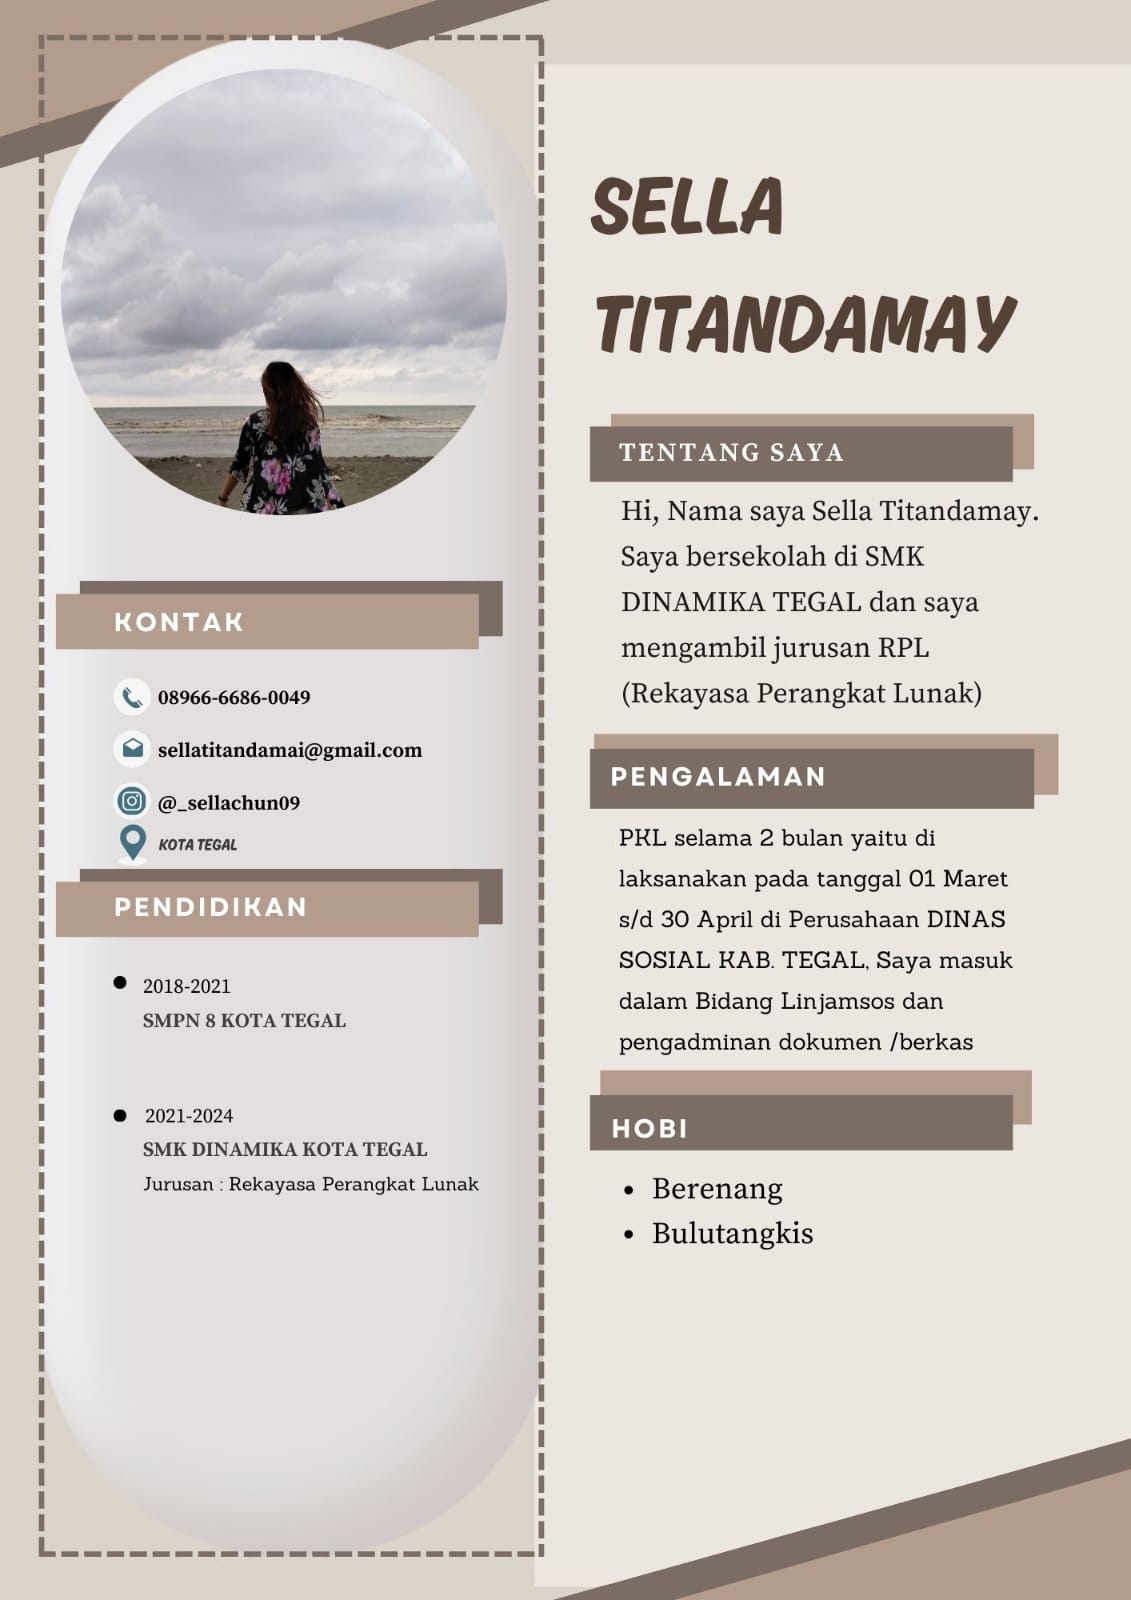 SELLA
TITANDAMAY
TENTANG SAYA
Hi, Nama saya Sella Titandamay.
Saya bersekolah di SMK
DINAMIKA TEGAL dan saya
mengambil jurusan RPL
(Rekayasa Perangkat Lunak)
KONTAK
08966-6686-0049
sellatitandamai@gmail.com
@_sellachun09
KOTA TEGAL
PENDIDIKAN
2018-2021
SMPN 8 KOTA TEGAL
2021-2024
SMK DINAMIKA KOTA TEGAL
Jurusan : Rekayasa Perangkat Lunak
PENGALAMAN
PKL selama 2 bulan yaitu di
laksanakan pada tanggal 01 Maret
s/d 30 April di Perusahaan DINAS
SOSIAL KAB. TEGAL, Saya masuk
dalam Bidang Linjamsos dan
pengadminan dokumen /berkas
HOBI
• Berenang
• Bulutangkis